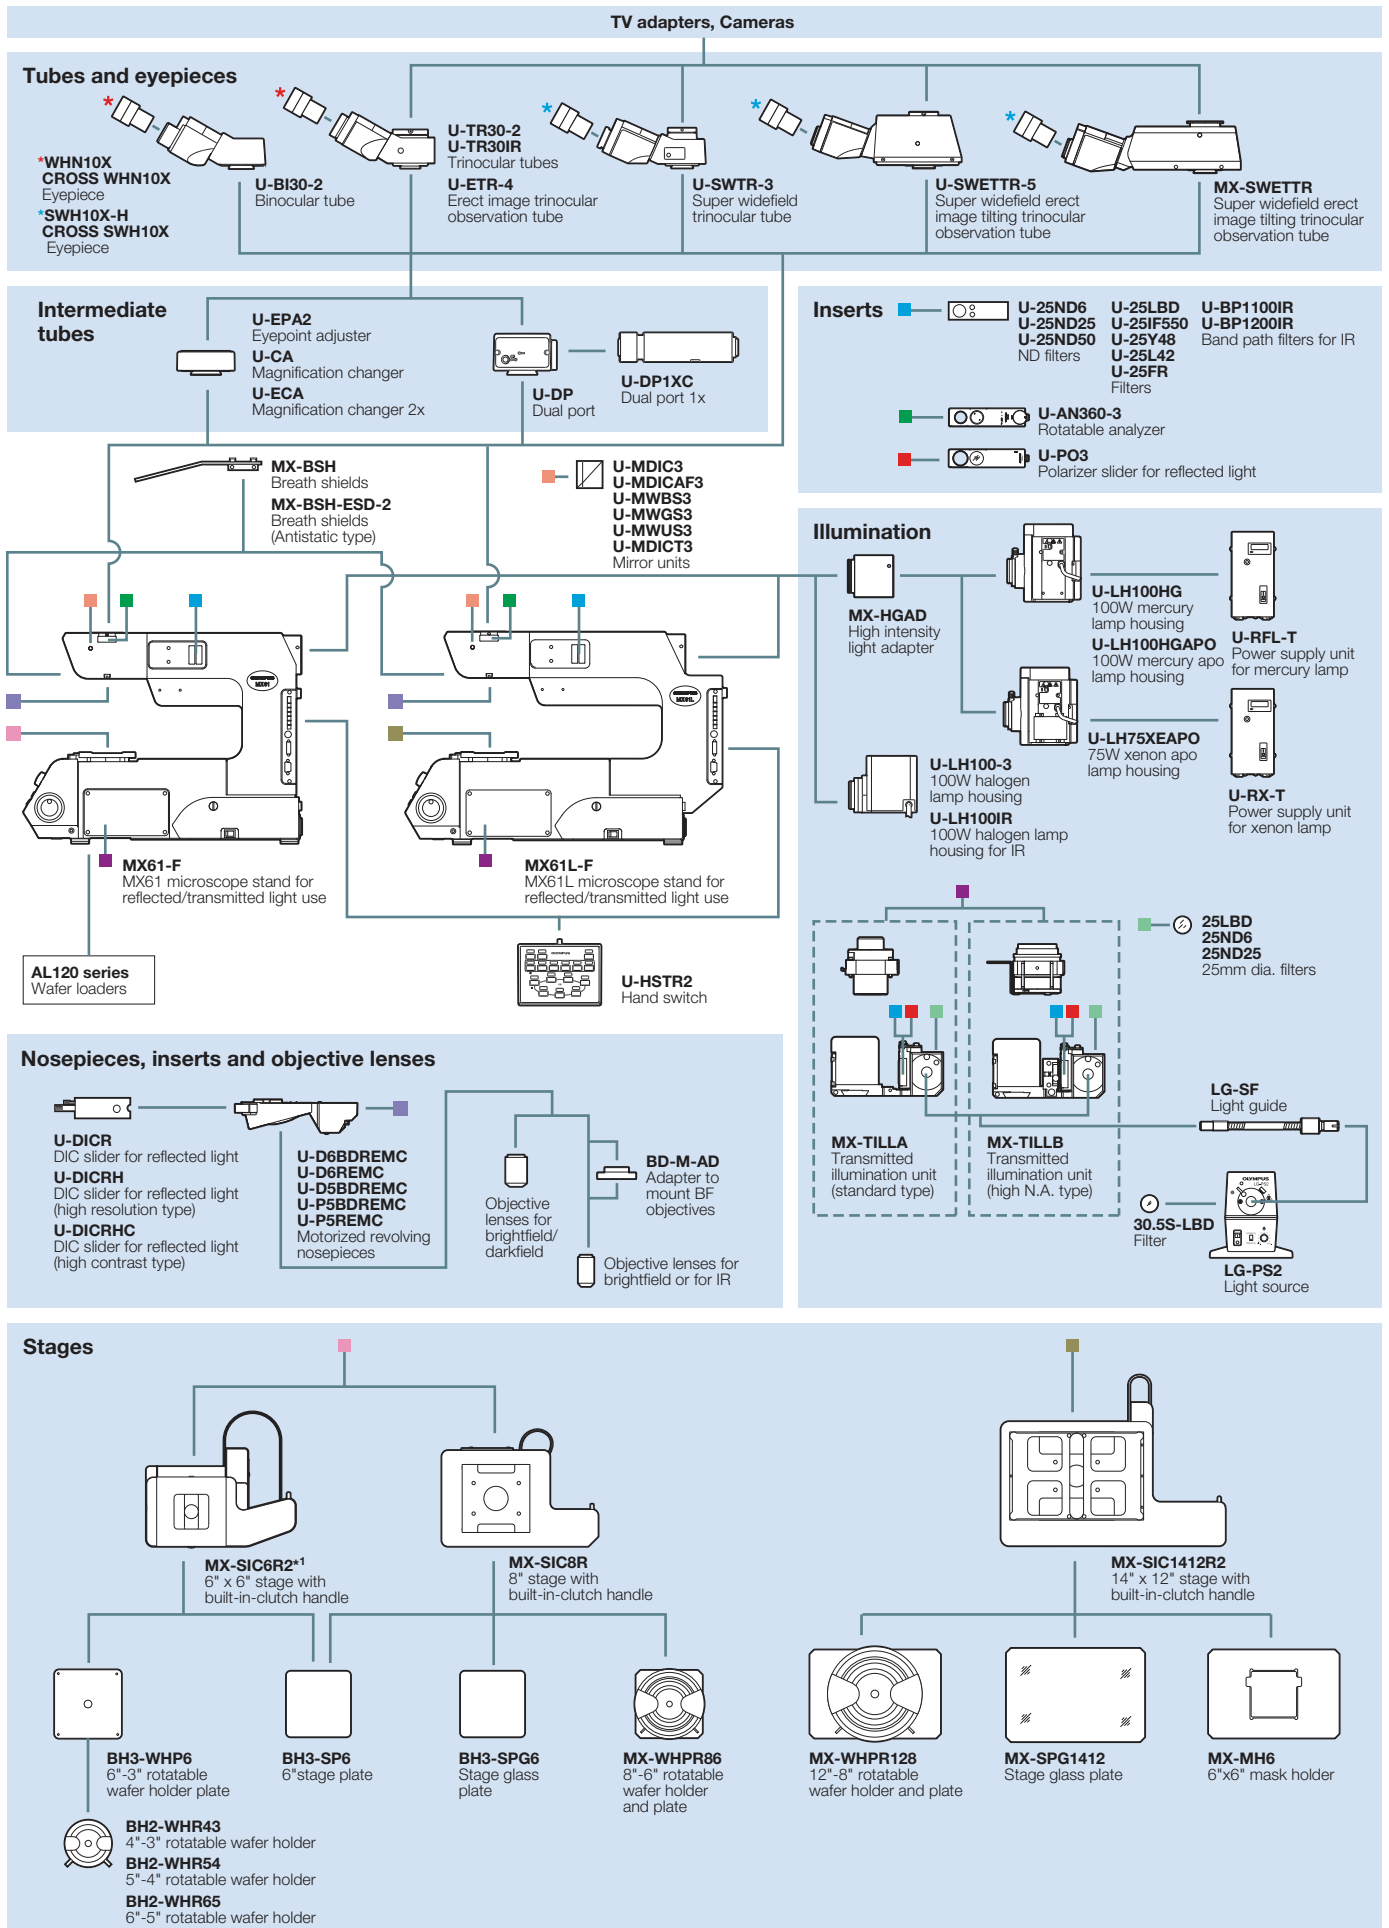 TV adapters, Cameras
Tubes and eyepieces
*WHN10X
CROSS WHN10X
Eyepiece
*SWH10X-H
CROSS SWH10X
Eyepiece
U-BI30-2
Binocular tube
U-TR30-2
U-TR30IR
Trinocular tubes
U-ETR-4
Erect image trinocular
observation tube
U-SWTR-3
Super widefield
trinocular tube
U-SWETTR-5
Super widefield erect
image tilting trinocular
observation tube
MX-SWETTR
Super widefield erect
image tilting trinocular
observation tube
Intermediate
tubes
U-EPA2
Eyepoint adjuster
U-CA
Magnification changer
U-ECA
Magnification changer 2x
U-DP
Dual port
U-DP1XC
Dual port 1x
Inserts
U-25ND6
U-25ND25
U-25ND50
ND filters
U-25LBD
U-25IF550
U-25Y48
U-25L42
U-25FR
Filters
U-BP1100IR
U-BP1200IR
Band path filters for IR
U-AN360-3
Rotatable analyzer
U-PO3
Polarizer slider for reflected light
MX-BSH
Breath shields
MX-BSH-ESD-2
Breath shields
(Antistatic type)
U-MDIC3
U-MDICAF3
U-MWBS3
U-MWGS3
U-MWUS3
U-MDICT3
Mirror units
OLYMPUS
MX61
OLYMPUS
MX61L
MX61-F
MX61 microscope stand for
reflected/transmitted light use
MX61L-F
MX61L microscope stand for
reflected/transmitted light use
AL120 series
Wafer loaders
OLYMPUS
U-HSTR2
Hand switch
Illumination
MX-HGAD
High intensity
light adapter
U-LH100HG
100W mercury
lamp housing
U-LH100HGAPO
100W mercury apo
lamp housing
U-RFL-T
Power supply unit
for mercury lamp
U-LH75XEAPO
75W xenon apo
lamp housing
U-RX-T
Power supply unit
for xenon lamp
U-LH100-3
100W halogen
lamp housing
U-LH100IR
100W halogen lamp
housing for IR
25LBD
25ND6
25ND25
25mm dia. filters
MX-TILLA
Transmitted
illumination unit
(standard type)
MX-TILLB
Transmitted
illumination unit
(high N.A. type)
LG-SF
Light guide
30.5S-LBD
Filter
OLYMPUS
LG-PS2
LG-PS2
Light source
Nosepieces, inserts and objective lenses
U-DICR
DIC slider for reflected light
U-DICRH
DIC slider for reflected light
(high resolution type)
U-DICRHC
DIC slider for reflected light
(high contrast type)
U-D6BDREMC
U-D6REMC
U-D5BDREMC
U-P5BDREMC
U-P5REMC
Motorized revolving
nosepieces
Objective
lenses for
brightfield/
darkfield
BD-M-AD
Adapter to
mount BF
objectives
Objective lenses for
brightfield or for IR
Stages
MX-SIC6R2*1
6" x 6" stage with
built-in-clutch handle
MX-SIC8R
8" stage with
built-in-clutch handle
MX-SIC1412R2
14" x 12" stage with
built-in-clutch handle
BH3-WHP6
6"-3" rotatable
wafer holder plate
BH3-SP6
6"stage plate
BH3-SPG6
Stage glass
plate
MX-WHPR86
8"-6" rotatable
wafer holder
and plate
MX-WHPR128
12"-8" rotatable
wafer holder and plate
MX-SPG1412
Stage glass plate
MX-MH6
6"x6" mask holder
BH2-WHR43
4"-3" rotatable wafer holder
BH2-WHR54
5"-4" rotatable wafer holder
BH2-WHR65
6"-5" rotatable wafer holder